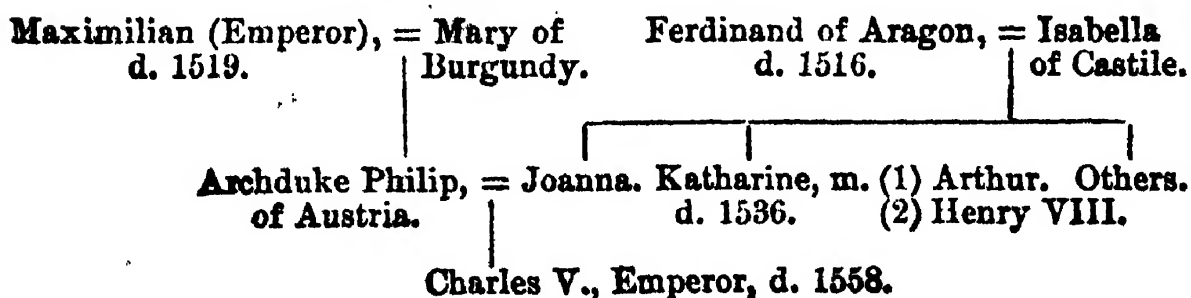 Maximilian (Emperor), = Mary of Ferdinand of Aragon, = Isabella
d. 1519. Burgundy. d. 1516. of Castile.
Archduke Philip, = Joanna. Katharine, m. (1) Arthur. Others.
of Austria. d. 1536. (2) Henry VIII.
Charles V., Emperor, d. 1558.